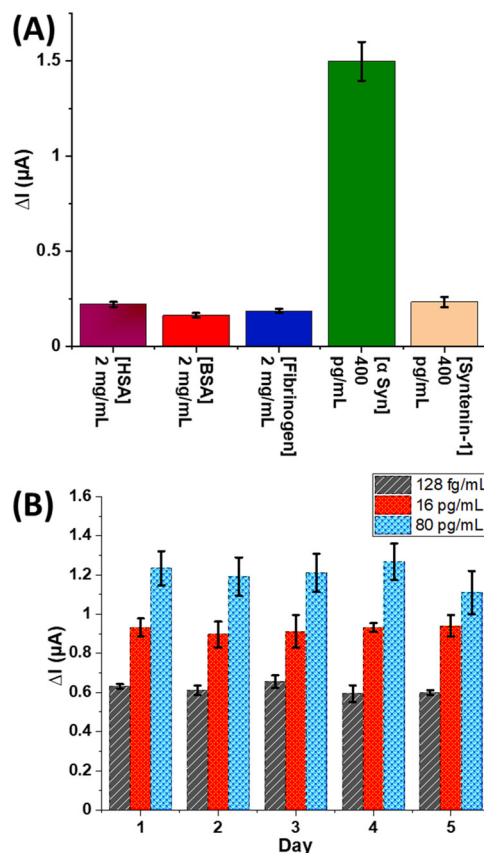 (A)
1.5
1
0.5
0
ΔI (μA)
[HSA]
2 mg/mL
[BSA]
2 mg/mL
[Fibrinogen]
2 mg/mL
[α Syn]
400
pg/mL
[Syntenin-1]
400
pg/mL
(B)
128 fg/mL
16 pg/mL
80 pg/mL
1.6
1.4
1.2
1
0.8
0.6
0.4
0.2
0
ΔI (μA)
1 2 3 4 5
Day